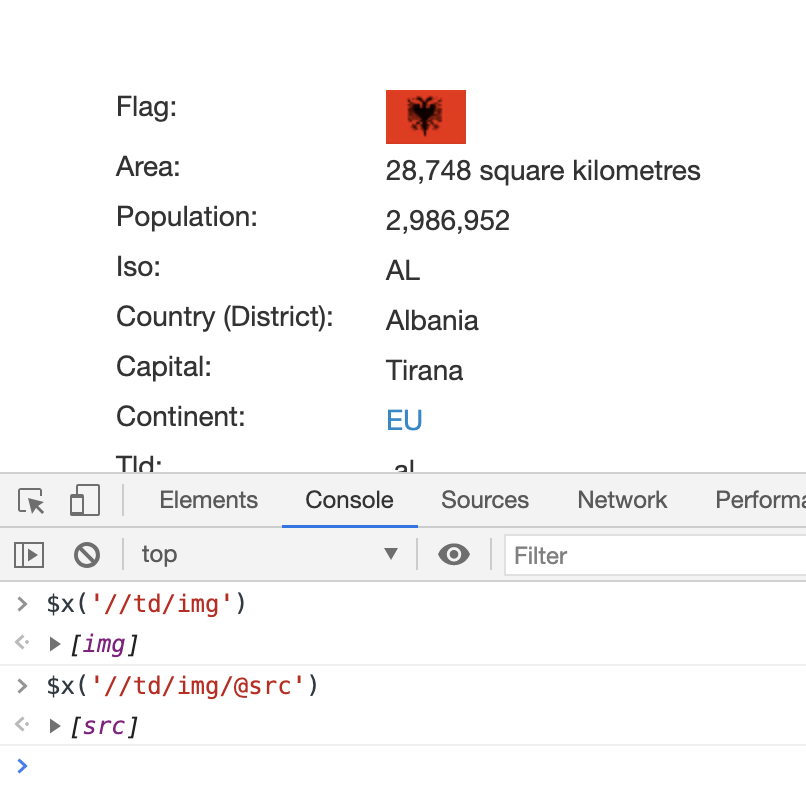 Flag:
Area: 28,748 square kilometres
Population: 2,986,952
Iso: AL
Country (District): Albania
Capital: Tirana
Continent: EU
Tld: .al
Elements Console Sources Network Performa
top Filter
> $x('//td/img')
[img]
> $x('//td/img/@src')
[src]
>